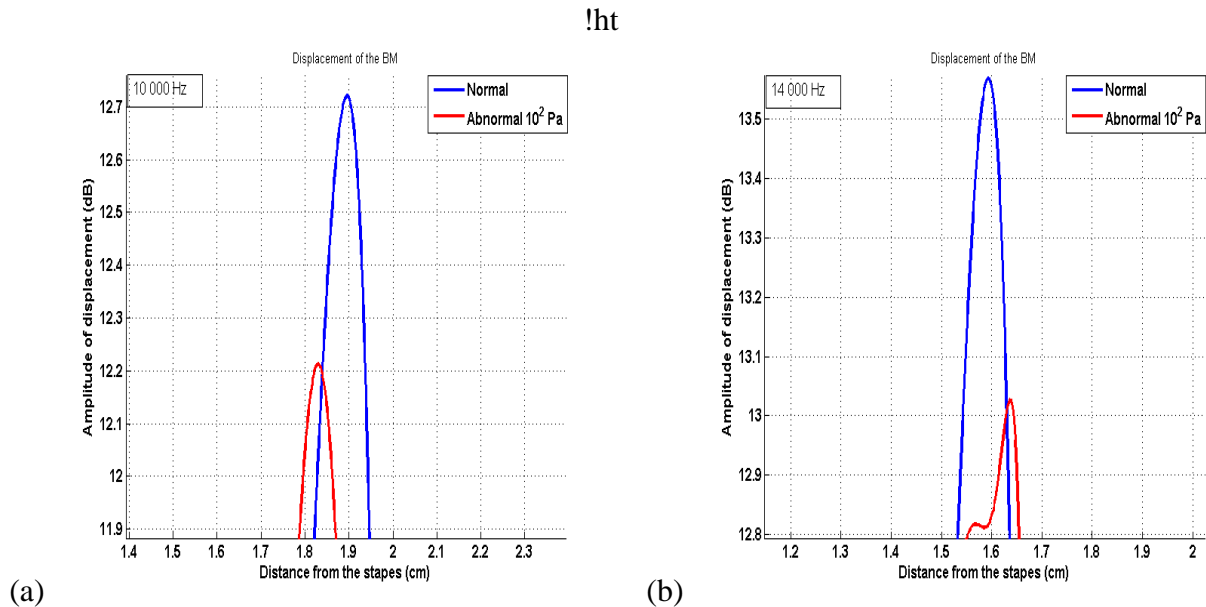 !ht
Displacement of the BM
10 000 Hz
Normal
Abnormal 10² Pa
12.7
12.6
12.5
12.4
12.3
12.2
12.1
12
11.9
Amplitude of displacement (dB)
1.4 1.5 1.6 1.7 1.8 1.9 2 2.1 2.2 2.3
Distance from the stapes (cm)
(a)
Displacement of the BM
14 000 Hz
Normal
Abnormal 10² Pa
13.5
13.4
13.3
13.2
13.1
13
12.9
12.8
Amplitude of displacement (dB)
1.2 1.3 1.4 1.5 1.6 1.7 1.8 1.9 2
Distance from the stapes (cm)
(b)